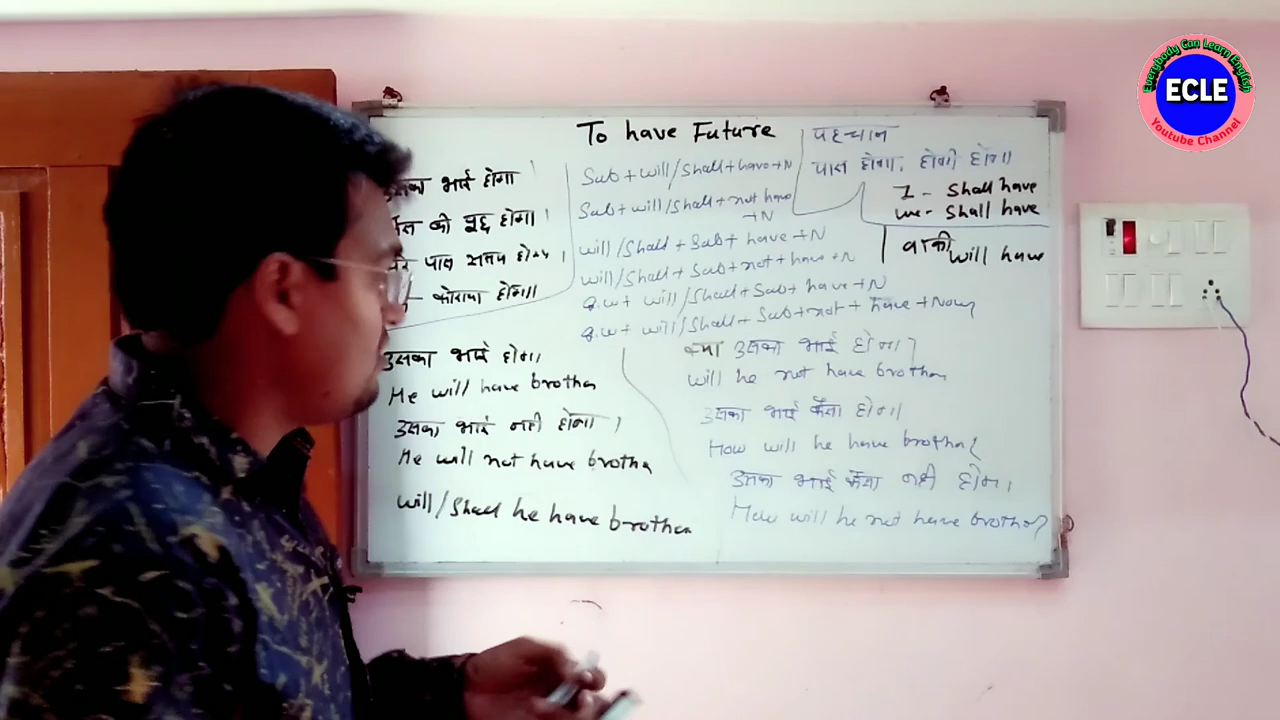 To have Future
भाई होगा
को दुख होगा।
पास समय होगा।
होगा
Sub + will/Shall + have + N
Sub + will/Shall + not have + N
will/Shall + Sub + have + N
will/Shall + Sub + not + have + N
Q.w + will/Shall + Sub + have + N
Q.w + will/Shall + Sub + not + have + Noun
पहचान
पास होगा, होगी होगा
I - Shall have
we - Shall have
बाकी will have
उसका भाई होगा।
He will have brother
उसका भाई नही होगा।
He will not have brother
will/Shall he have brother
क्या उसका भाई होगा?
will he not have brother
उसका भाई कैसा होगा।
How will he have brother?
उसका भाई कैसा नही होगा।
How will he not have brother?
Everybody Can Learn English
ECLE
Youtube Channel